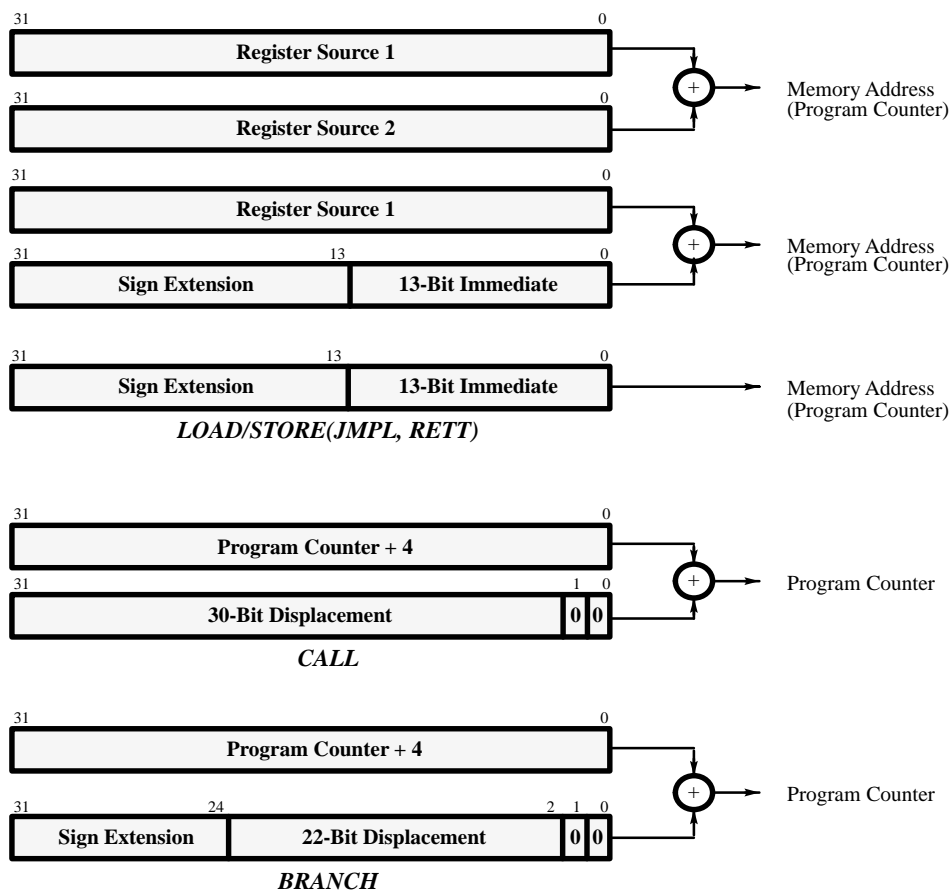 31 0
Register Source 1
+
Memory Address
(Program Counter)
31 0
Register Source 2
31 0
Register Source 1
+
Memory Address
(Program Counter)
31 13 0
Sign Extension 13-Bit Immediate
31 13 0
Sign Extension 13-Bit Immediate
Memory Address
(Program Counter)
LOAD/STORE(JMPL, RETT)
31 0
Program Counter + 4
+
Program Counter
31 1 0
30-Bit Displacement 0 0
CALL
31 0
Program Counter + 4
+
Program Counter
31 24 2 1 0
Sign Extension 22-Bit Displacement 0 0
BRANCH